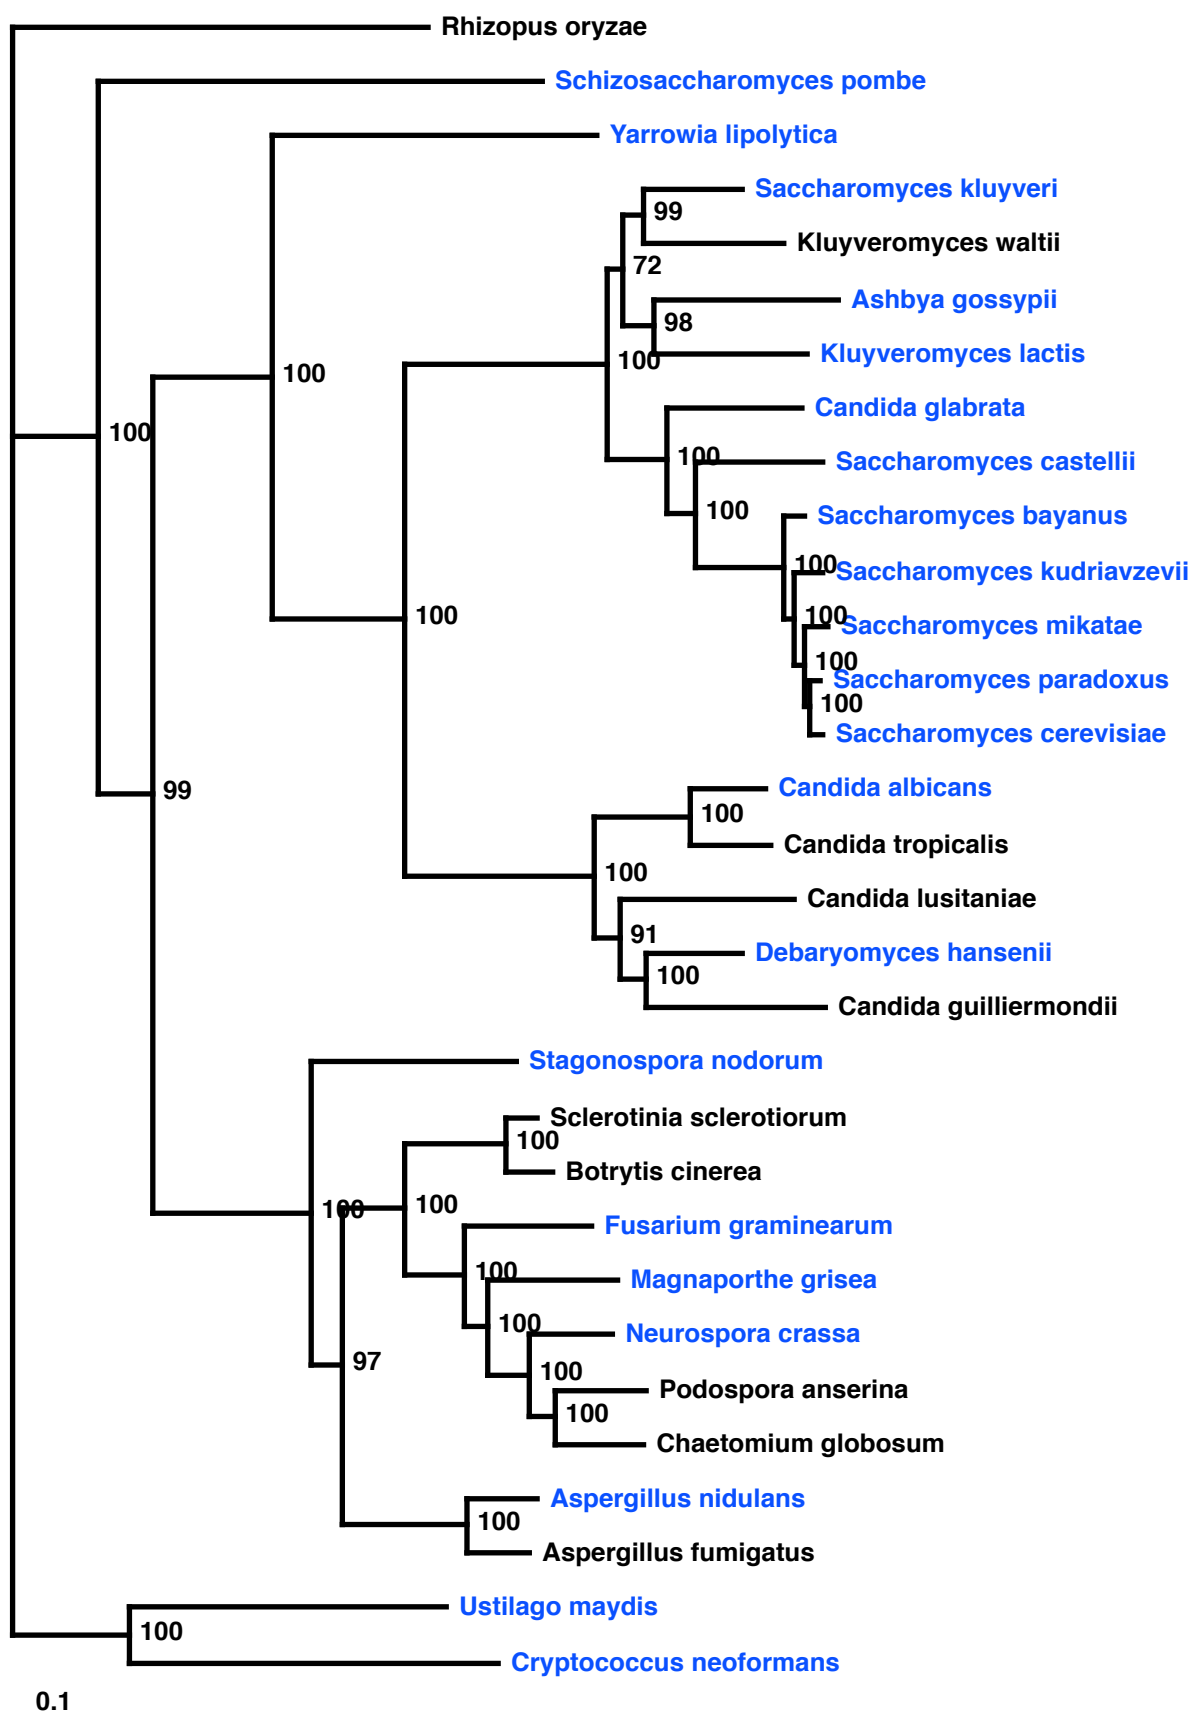 Rhizopus oryzae
Schizosaccharomyces pombe
Yarrowia lipolytica
Saccharomyces kluyveri
99
Kluyveromyces waltii
72
Ashbya gossypii
98
Kluyveromyces lactis
100
100
Candida glabrata
100
100
Saccharomyces castellii
100
Saccharomyces bayanus
100
Saccharomyces kudriavzevii
100
100
Saccharomyces mikatae
100
Saccharomyces paradoxus
100
Saccharomyces cerevisiae
Candida albicans
99
100
Candida tropicalis
100
Candida lusitaniae
91
Debaryomyces hansenii
100
Candida guilliermondii
Stagonospora nodorum
Sclerotinia sclerotiorum
100
Botrytis cinerea
100
100
Fusarium graminearum
100
Magnaporthe grisea
100
Neurospora crassa
97
100
Podospora anserina
100
Chaetomium globosum
Aspergillus nidulans
100
Aspergillus fumigatus
Ustilago maydis
100
Cryptococcus neoformans
0.1